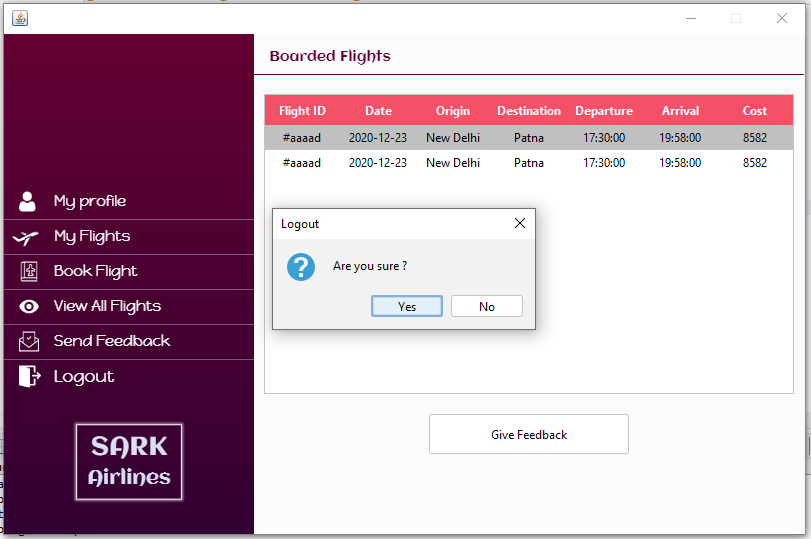 Boarded Flights
Flight ID Date Origin Destination Departure Arrival Cost
#aaaad 2020-12-23 New Delhi Patna 17:30:00 19:58:00 8582
#aaaad 2020-12-23 New Delhi Patna 17:30:00 19:58:00 8582
My profile
My Flights
Book Flight
View All Flights
Send Feedback
Logout
SARK
Airlines
Logout
Are you sure ?
Yes No
Give Feedback